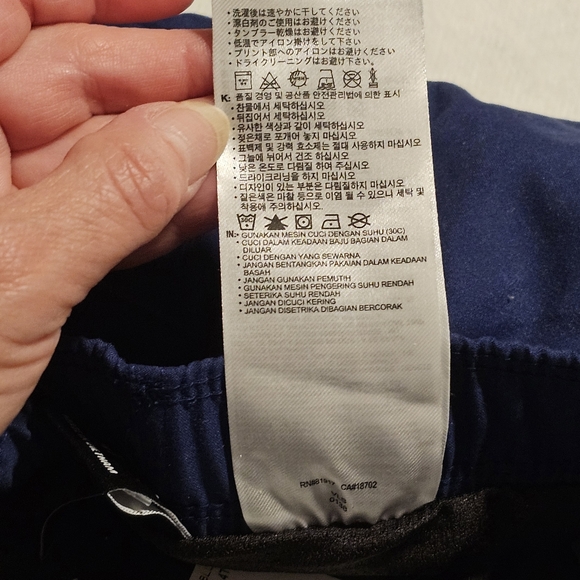 ・洗濯後は速やかに干してください
・漂白剤のご使用はお避けください
・タンブラー乾燥はお避けください
・低温でアイロン掛けをしてください
・プリント部へのアイロンはお避けください
・ドライクリーニングはお避け下さい。
K: 품질 경영 및 공산품 안전관리법에 의한 표시
• 찬물에서 세탁하십시오
• 뒤집어서 세탁하십시오
• 유사한 색상과 같이 세탁하십시오
• 젖은채로 포개어 놓지 마십시오
• 표백제 및 강력 효소제는 절대 사용하지 마십시오
• 그늘에 뉘어서 건조 하십시오
• 낮은 온도로 다림질 하여 주십시오
• 드라이크리닝을 하지 마십시오
• 디자인이 있는 부분은 다림질하지 마십시오
• 짙은색은 마찰 등으로 이염 될 수 있으니 세탁 및
착용에 주의하십시오.
IN: • GUNAKAN MESIN CUCI DENGAN SUHU (30C)
• CUCI DALAM KEADAAN BAJU BAGIAN DALAM
DILUAR
• CUCI DENGAN YANG SEWARNA
• JANGAN BENTANGKAN PAKAIAN DALAM KEADAAN
BASAH
• JANGAN GUNAKAN PEMUTIH
• GUNAKAN MESIN PENGERING SUHU RENDAH
• SETERIKA SUHU RENDAH
• JANGAN DICUCI KERING
• JANGAN DISETRIKA DIBAGIAN BERCORAK
CA#18702